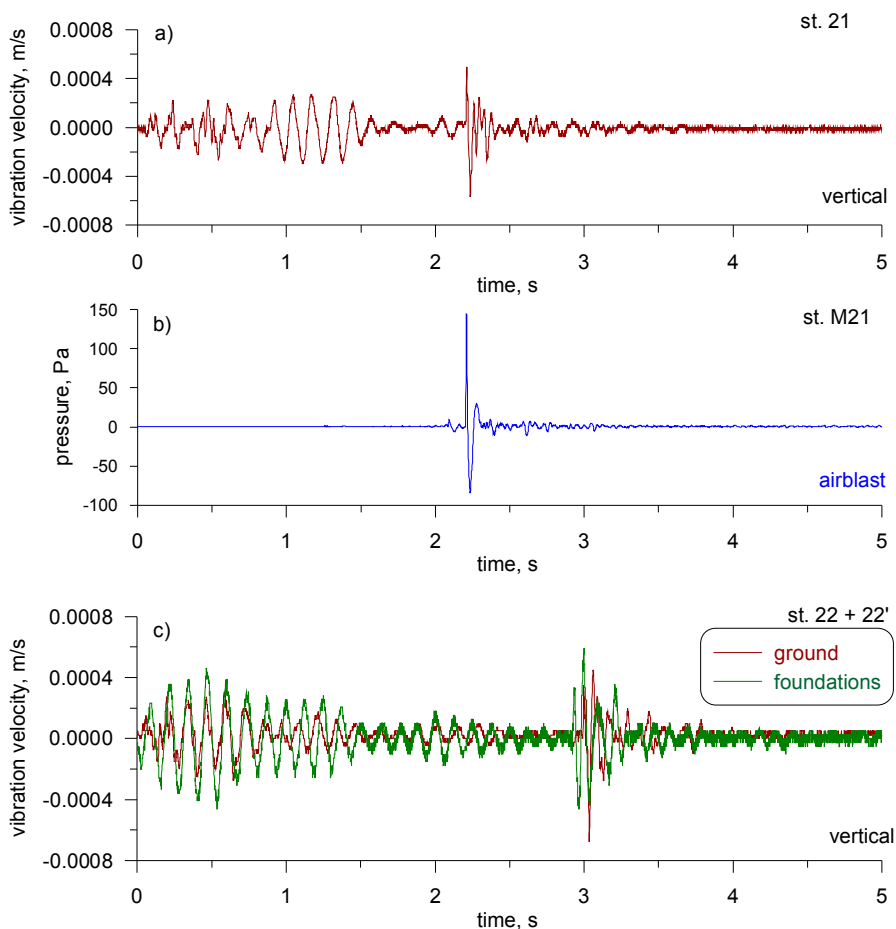 a)
st. 21
vibration velocity, m/s
0.0008
0.0004
0.0000
-0.0004
-0.0008
vertical
0 1 2 3 4 5
time, s
b)
st. M21
pressure, Pa
150
100
50
0
-50
-100
airblast
0 1 2 3 4 5
time, s
c)
st. 22 + 22'
ground
foundations
vibration velocity, m/s
0.0008
0.0004
0.0000
-0.0004
-0.0008
vertical
0 1 2 3 4 5
time, s